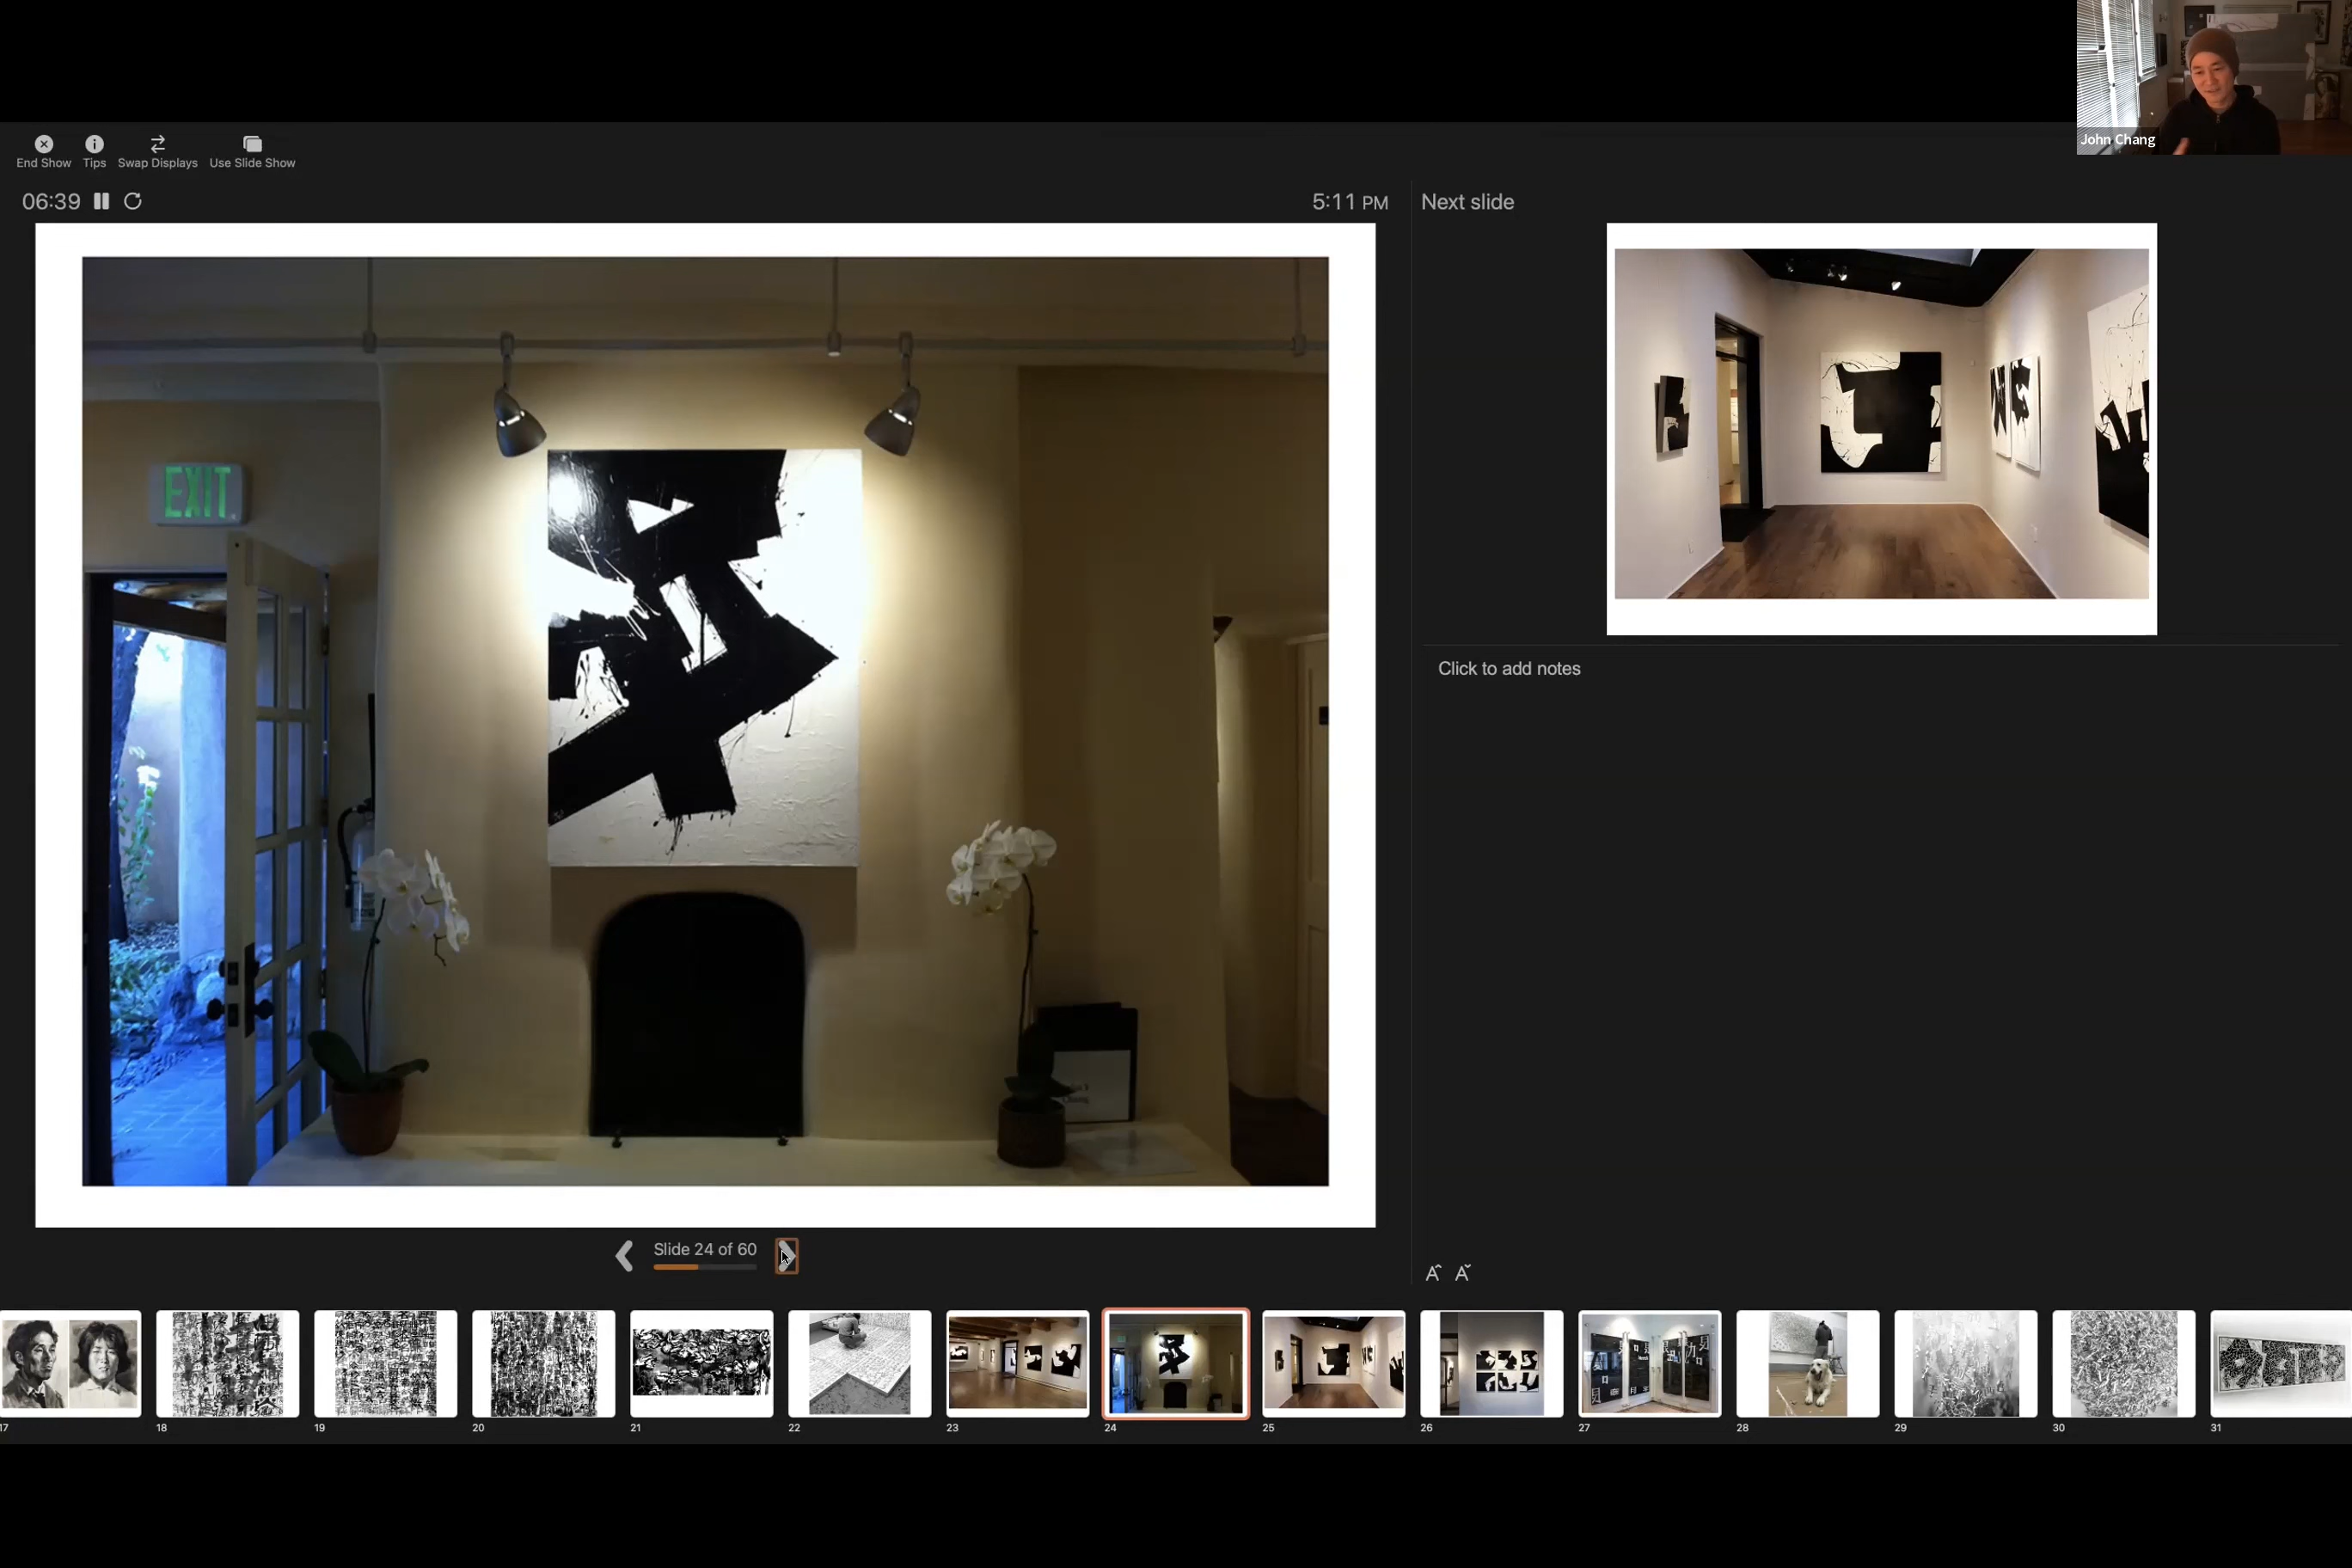 John Chang
End Show
Tips
Swap Displays
Use Slide Show
06:39
5:11 PM
Next slide
EXIT
Click to add notes
Slide 24 of 60
A A
17
18
19
20
21
22
23
24
25
26
27
28
29
30
31